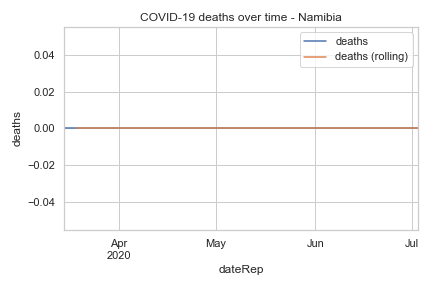 COVID-19 deaths over time - Namibia
deaths
deaths (rolling)
0.04
0.02
0.00
−0.02
−0.04
deaths
Apr
2020
May
Jun
Jul
dateRep